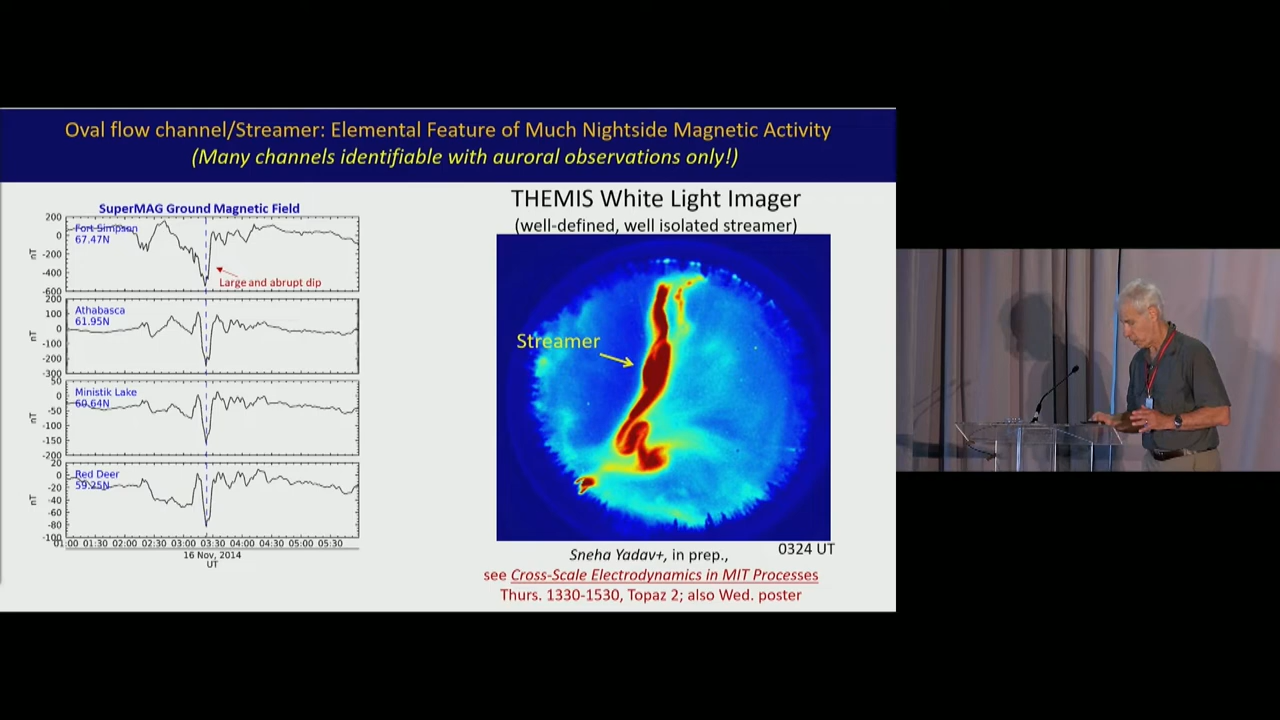 Oval flow channel/Streamer: Elemental Feature of Much Nightside Magnetic Activity
(Many channels identifiable with auroral observations only!)
SuperMAG Ground Magnetic Field
200
0
-200
-400
-600
nT
Fort Simpson
67.47N
Large and abrupt dip
200
100
0
-100
-200
-300
nT
Athabasca
61.95N
50
0
-50
-100
-150
-200
nT
Ministik Lake
60.64N
20
0
-20
-40
-60
-80
-100
nT
Red Deer
59.25N
01:00 01:30 02:00 02:30 03:00 03:30 04:00 04:30 05:00 05:30
16 Nov, 2014
UT
THEMIS White Light Imager
(well-defined, well isolated streamer)
Streamer
0324 UT
Sneha Yadav+, in prep.,
see Cross-Scale Electrodynamics in MIT Processes
Thurs. 1330-1530, Topaz 2; also Wed. poster